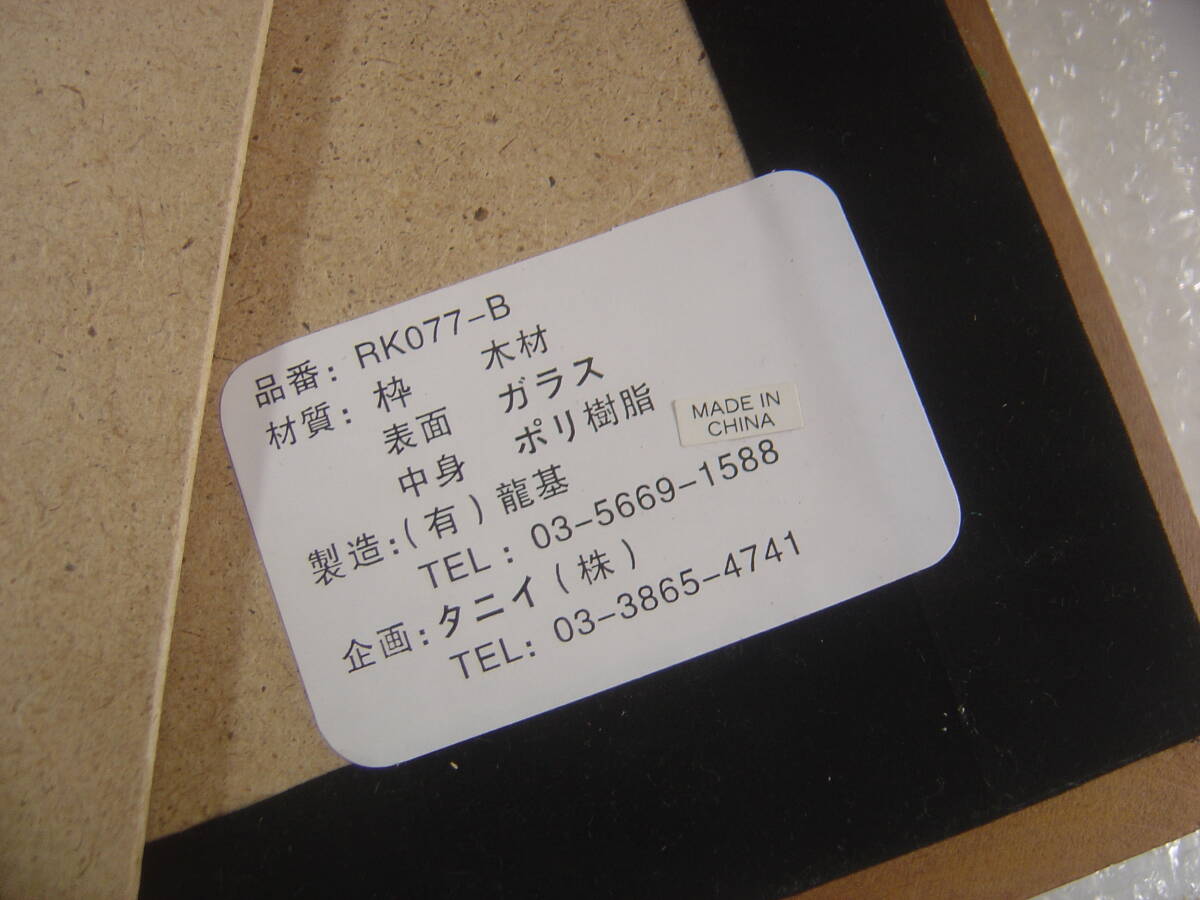 品番: RK077-B
材質: 枠 木材
表面 ガラス
中身 ポリ樹脂
MADE IN
CHINA
製造:(有)龍基
TEL: 03-5669-1588
企画:タニイ(株)
TEL: 03-3865-4741